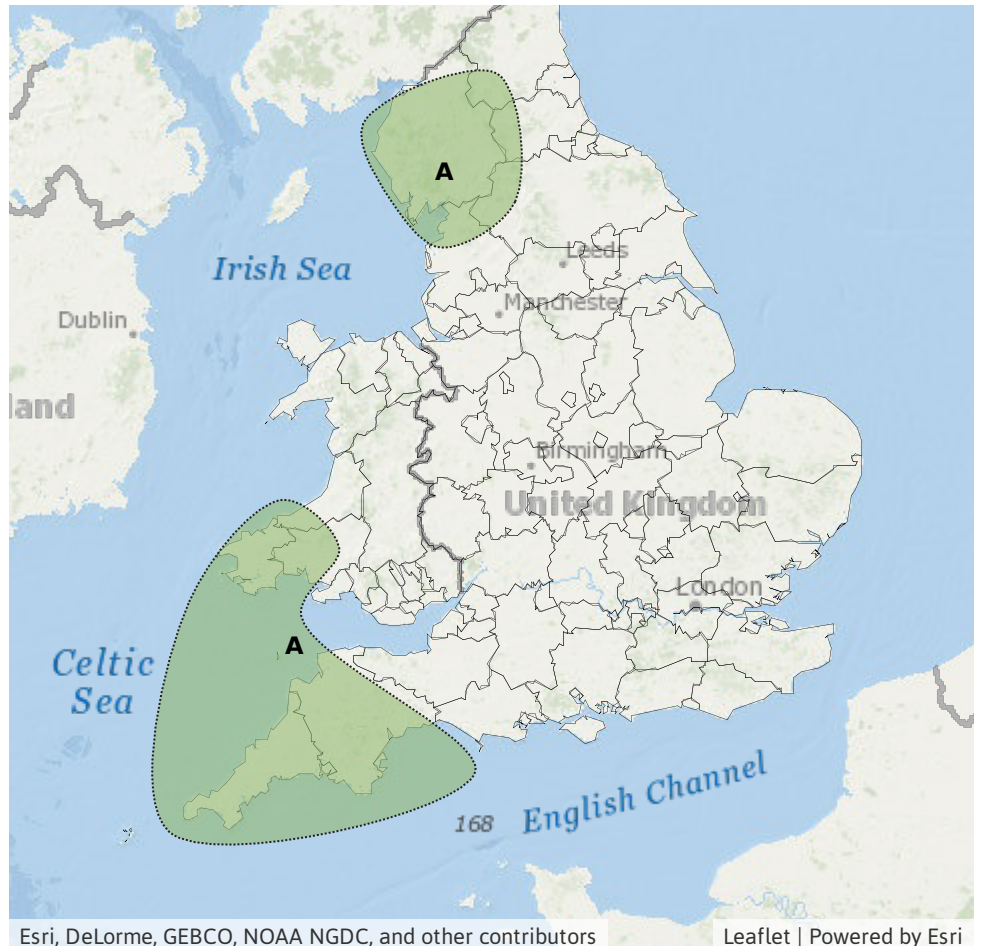 A
Leeds
Irish Sea
Manchester
Dublin
land
Birmingham
United Kingdom
London
A
Celtic
Sea
English Channel
168
Esri, DeLorme, GEBCO, NOAA NGDC, and other contributors
Leaflet | Powered by Esri